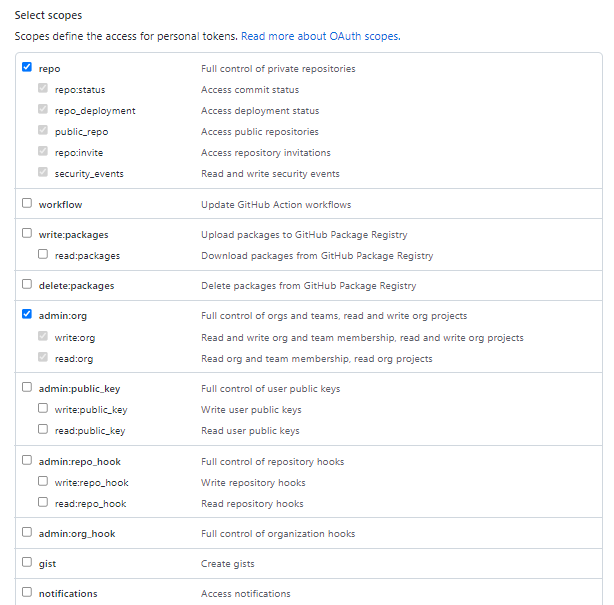 Select scopes
Scopes define the access for personal tokens. Read more about OAuth scopes.
repo Full control of private repositories
repo:status Access commit status
repo_deployment Access deployment status
public_repo Access public repositories
repo:invite Access repository invitations
security_events Read and write security events
workflow Update GitHub Action workflows
write:packages Upload packages to GitHub Package Registry
read:packages Download packages from GitHub Package Registry
delete:packages Delete packages from GitHub Package Registry
admin:org Full control of orgs and teams, read and write org projects
write:org Read and write org and team membership, read and write org projects
read:org Read org and team membership, read org projects
admin:public_key Full control of user public keys
write:public_key Write user public keys
read:public_key Read user public keys
admin:repo_hook Full control of repository hooks
write:repo_hook Write repository hooks
read:repo_hook Read repository hooks
admin:org_hook Full control of organization hooks
gist Create gists
notifications Access notifications